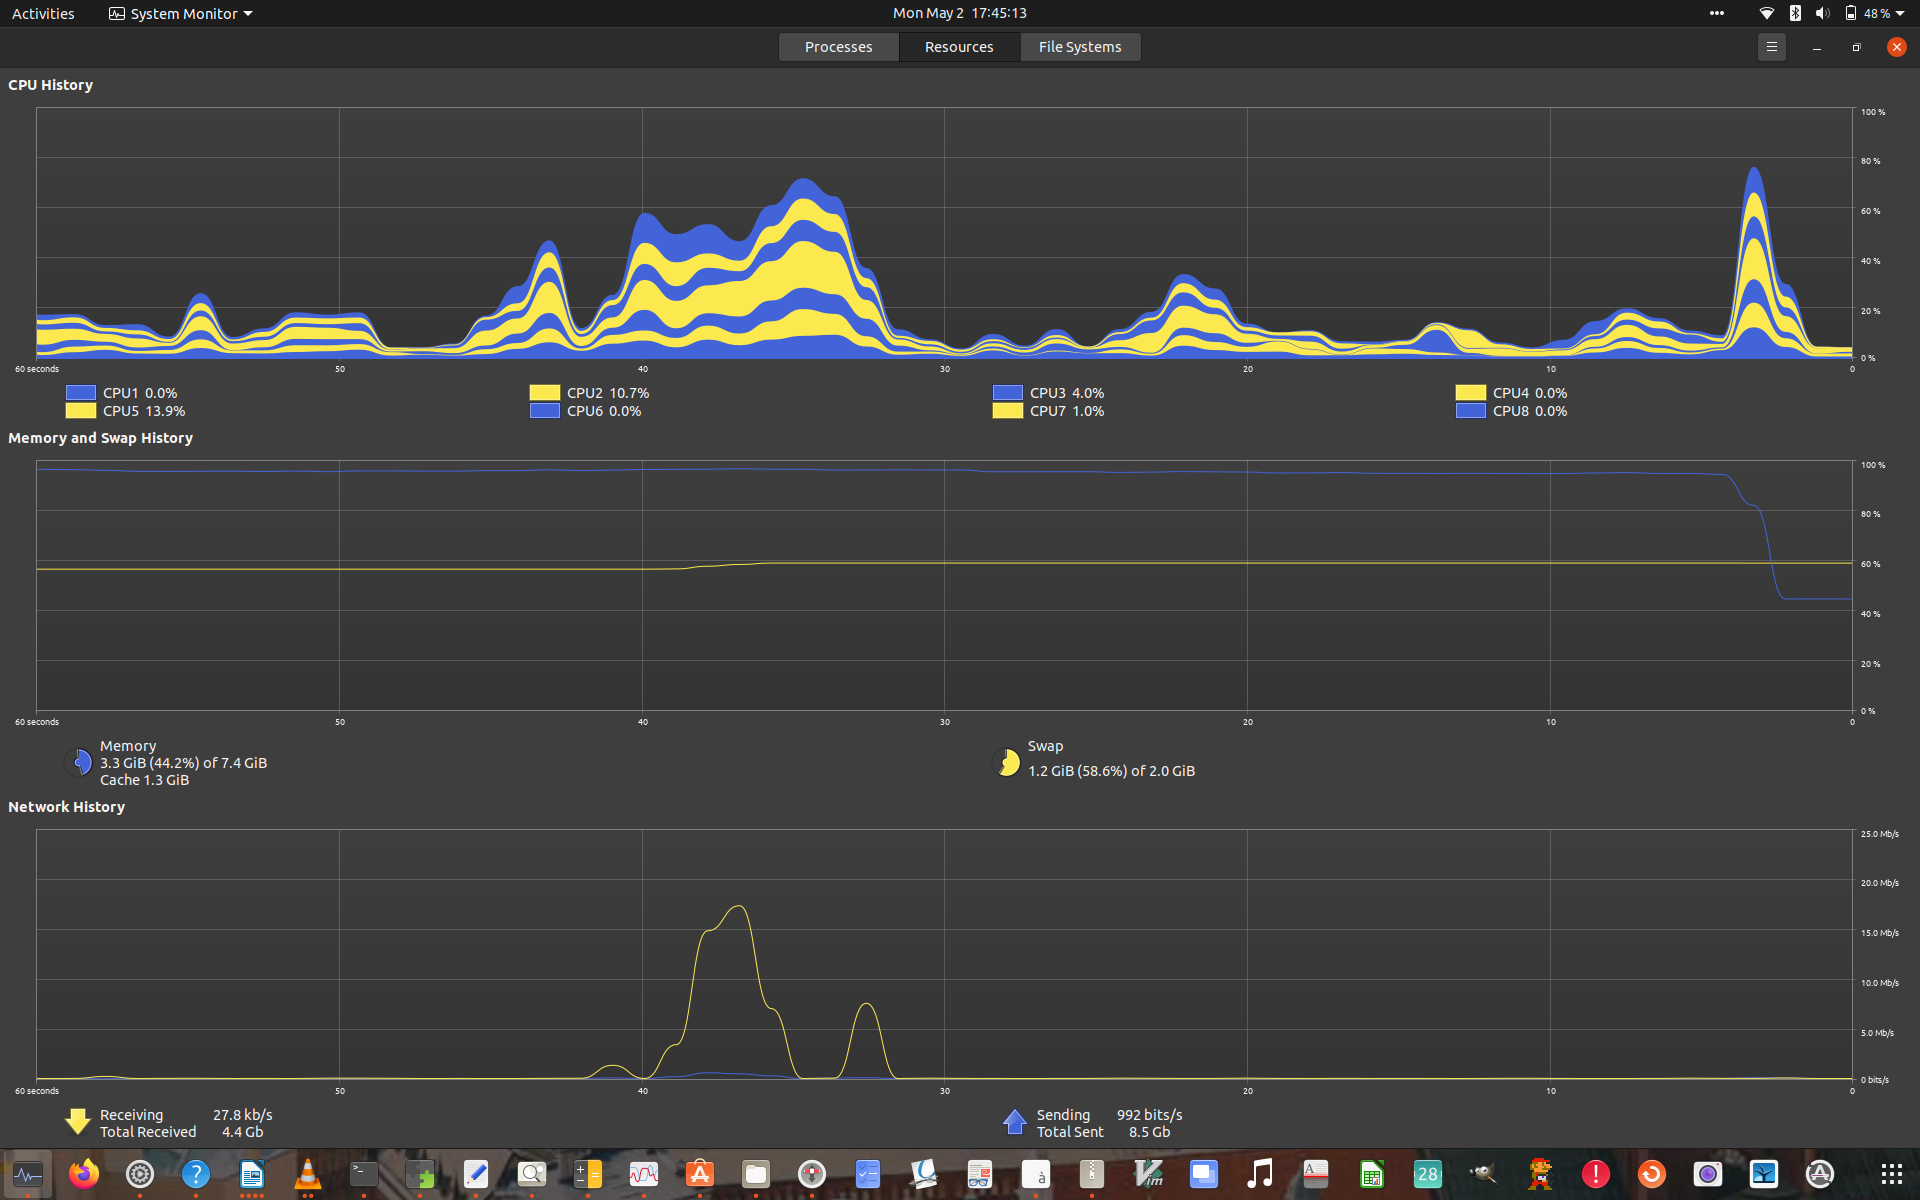 Activities System Monitor Mon May 2 17:45:13 48 %
Processes Resources File Systems
CPU History
100 %
80 %
60 %
40 %
20 %
0 %
60 seconds 50 40 30 20 10 0
CPU1 0.0% CPU2 10.7% CPU3 4.0% CPU4 0.0%
CPU5 13.9% CPU6 0.0% CPU7 1.0% CPU8 0.0%
Memory and Swap History
100 %
80 %
60 %
40 %
20 %
0 %
60 seconds 50 40 30 20 10 0
Memory
3.3 GiB (44.2%) of 7.4 GiB
Cache 1.3 GiB
Swap
1.2 GiB (58.6%) of 2.0 GiB
Network History
25.0 Mb/s
20.0 Mb/s
15.0 Mb/s
10.0 Mb/s
5.0 Mb/s
0 bits/s
60 seconds 50 40 30 20 10 0
Receiving 27.8 kb/s
Total Received 4.4 Gb
Sending 992 bits/s
Total Sent 8.5 Gb
? >_ A à Vim A 28 ! A